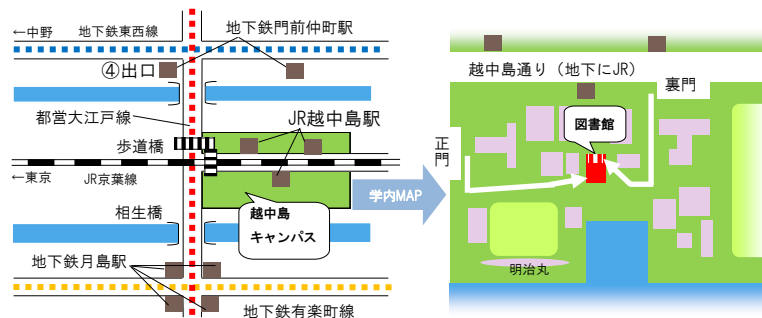 ←中野
地下鉄東西線
地下鉄門前仲町駅
④出口
都営大江戸線
JR越中島駅
歩道橋
←東京
JR京葉線
相生橋
越中島
キャンパス
地下鉄月島駅
地下鉄有楽町線
学内MAP
越中島通り（地下にJR）
裏門
図書館
正門
明治丸